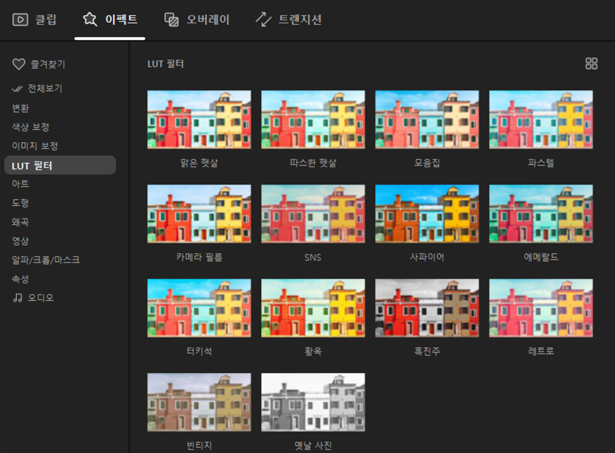 클립 이펙트 오버레이 트랜지션
즐겨찾기
전체보기
변환
색상 보정
이미지 보정
LUT 필터
아트
도형
왜곡
영상
알파/크롬/마스크
속성
오디오
LUT 필터
맑은 햇살 따스한 햇살 모음집 파스텔
카메라 필름 SNS 사파이어 에메랄드
터키석 황옥 흑진주 레트로
빈티지 옛날 사진